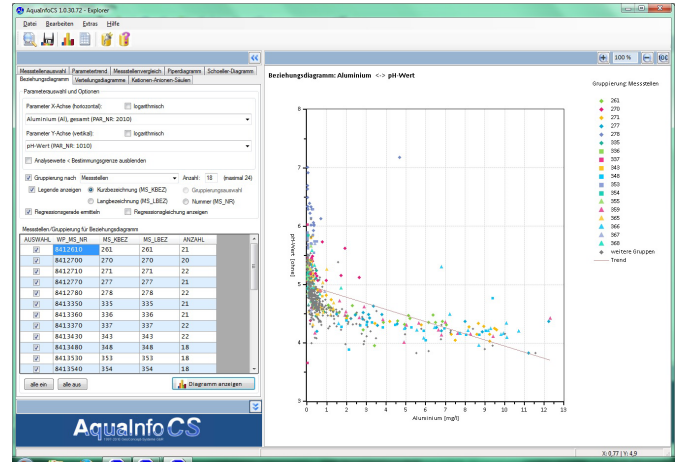 AquaInfoCS 1.0.30.72 - Explorer
Datei Bearbeiten Extras Hilfe
100 %
Messstellenauswahl Parametertrend Messstellenvergleich Piperdiagramm Schoeller-Diagramm
Beziehungsdiagramm Verteilungsdiagramme Kationen-Anionen-Säulen
Parameterauswahl und Optionen
Parameter X-Achse (horizontal): logarithmisch
Aluminium (Al), gesamt (PAR_NR: 2010)
Parameter Y-Achse (vertikal): logarithmisch
pH-Wert (PAR_NR: 1010)
Analysewerte < Bestimmungsgrenze ausblenden
Gruppierung nach Messstellen Anzahl: 18 (maximal 24)
Legende anzeigen Kurzbezeichnung (MS_KBEZ) Gruppierungsauswahl
Langbezeichnung (MS_LBEZ) Nummer (MS_NR)
Regressionsgerade ermitteln Regressionsgleichung anzeigen
Messstellen/Gruppierung für Beziehungsdiagramm
AUSWAHL WP_MS_NR MS_KBEZ MS_LBEZ ANZAHL
8412610 261 261 21
8412700 270 270 20
8412710 271 271 22
8412770 277 277 21
8412780 278 278 22
8413350 335 335 21
8413360 336 336 21
8413370 337 337 22
8413430 343 343 22
8413480 348 348 18
8413530 353 353 18
8413540 354 354 18
alle ein alle aus Diagramm anzeigen
AquaInfoCS
Beziehungsdiagramm: Aluminium <-> pH-Wert
Gruppierung: Messstellen
261
270
271
277
278
335
336
337
343
348
353
354
355
359
365
366
367
368
weitere Gruppen
Trend
8
7
6
5
4
3
pH-Wert [ohne]
0 1 2 3 4 5 6 7 8 9 10 11 12 13
Aluminium [mg/l]
X: 0,77 | Y: 4,9